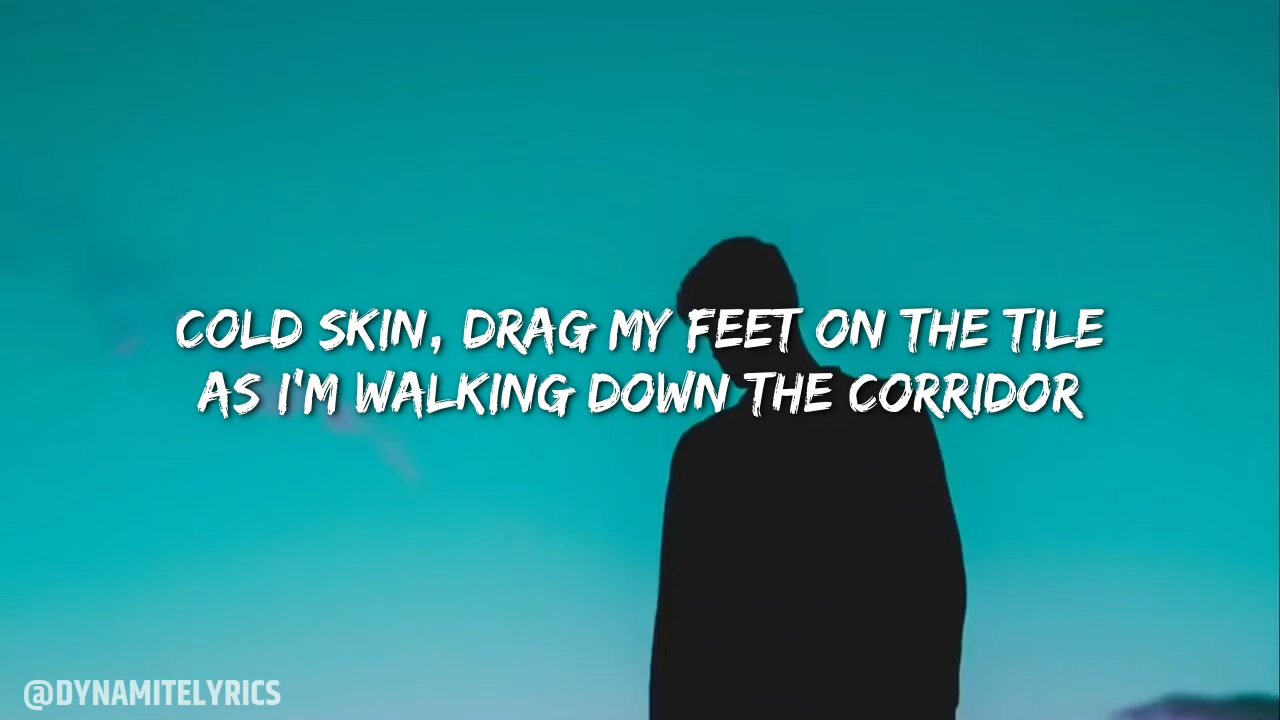 COLD SKIN, DRAG MY FEET ON THE TILE
AS I'M WALKING DOWN THE CORRIDOR
@DYNAMITELYRICS